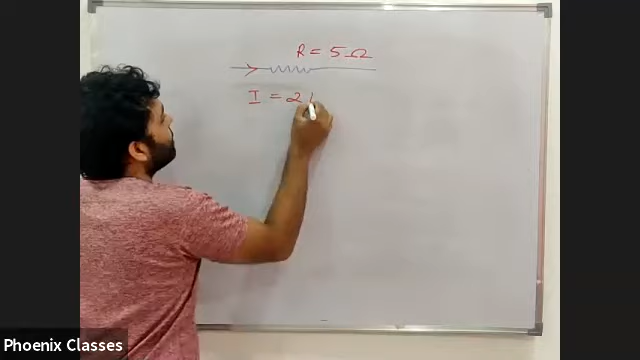 R = 5Ω
I = 2
Phoenix Classes